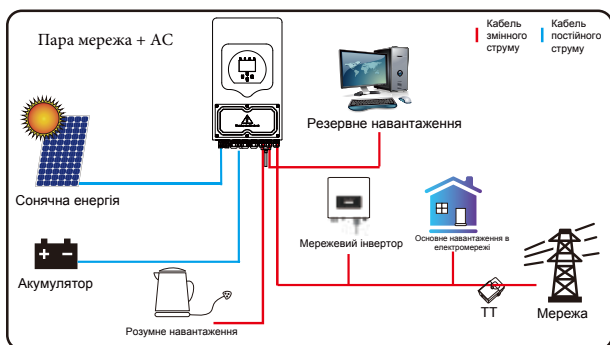 Пара мережа + AC
Кабель
змінного
струму
Кабель
постійного
струму
Резервне навантаження
Сонячна енергія
Мережевий інвертор
Основне навантаження в
електромережі
Акумулятор
ТТ
Мережа
Розумне навантаження